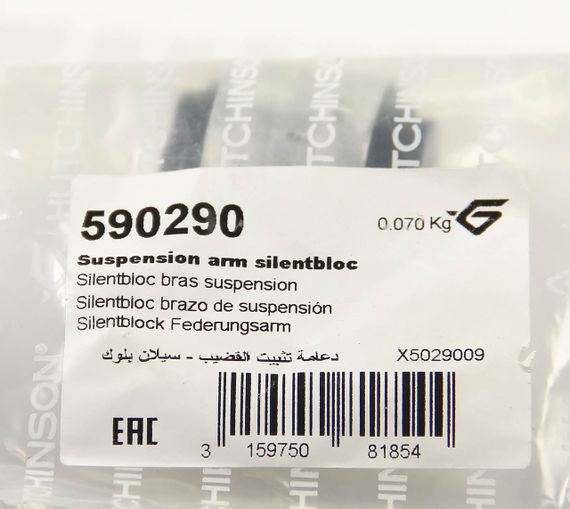 HUTCHINSON
HUTCHINSON
HUTCHINSON
590290
0.070 Kg
Suspension arm silentbloc
Silentbloc bras suspension
Silentbloc brazo de suspensión
Silentblock Federungsarm
دعامة تثبيت القضيب - سيلان بلوك
X5029009
EAC
3 159750 81854